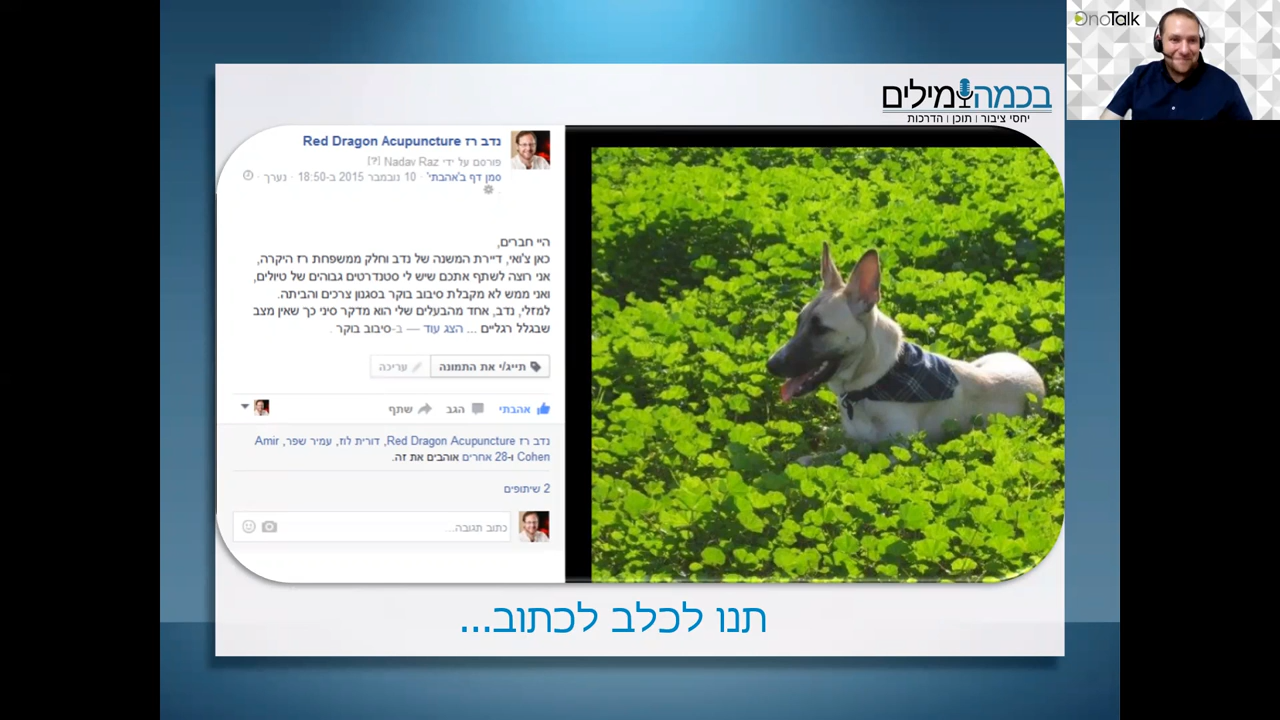 OnoTalk
בכמה מילים
יחסי ציבור | תוכן | הדרכות
נדב רז Red Dragon Acupuncture
פורסם על ידי Nadav Raz [?]
סמן דף ב'אהבתי' · 10 נובמבר 2015 ב-18:50 · נערך ·
היי חברים,
כאן צ'ואי, דיירת המשנה של נדב וחלק ממשפחת רז היקרה,
אני רוצה לשתף אתכם שיש לי סטנדרטים גבוהים של טיולים,
ואני ממש לא מקבלת סיבוב בוקר בסגנון צרכים והביתה.
למזלי, נדב, אחד מהבעלים שלי הוא מדקר סיני כך שאין מצב
שבגלל רגליים ... הצג עוד — ב-סיבוב בוקר .
תייג/י את התמונה
עריכה
אהבתי
הגב
שתף
נדב רז Red Dragon Acupuncture, דורית לוז, עמיר שפר, Amir
Cohen ו-28 אחרים אוהבים את זה.
2 שיתופים
כתוב תגובה...
תנו לכלב לכתוב...